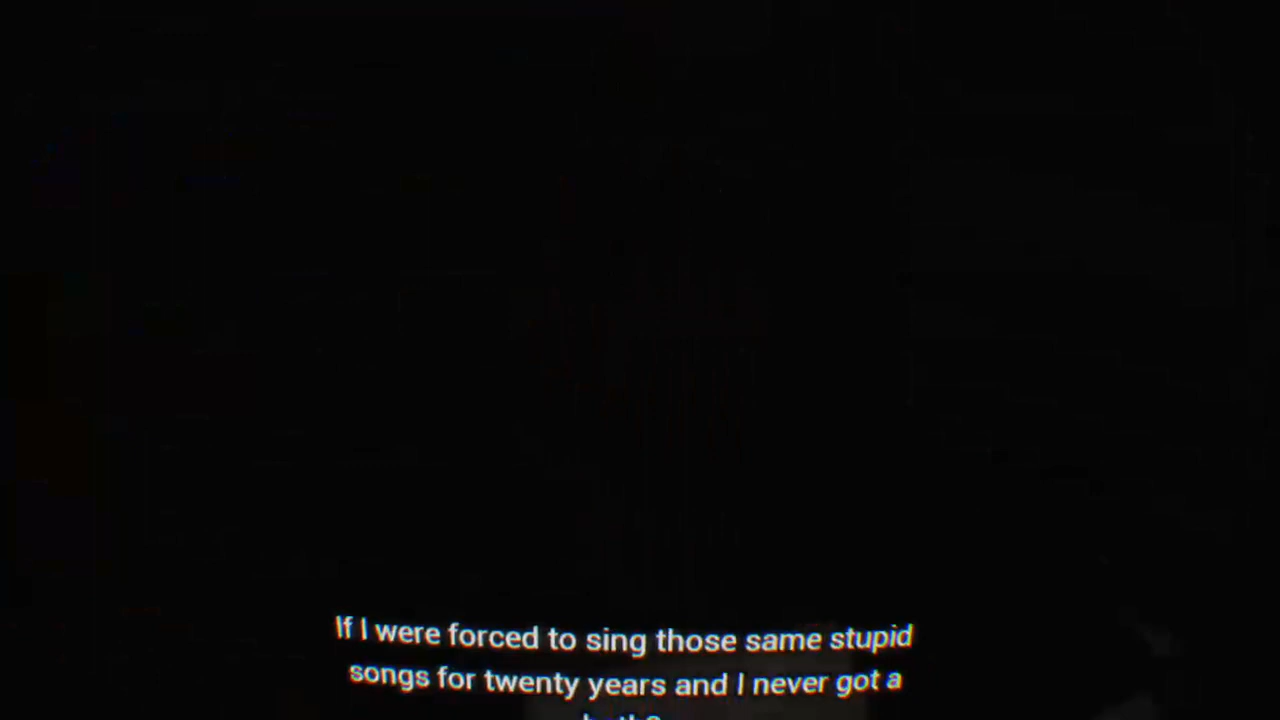 If I were forced to sing those same stupid
songs for twenty years and I never got a